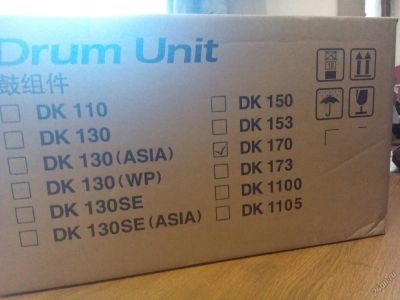 Drum Unit
鼓组件
DK 110
DK 130
DK 130 (ASIA)
DK 130 (WP)
DK 130SE
DK 130SE (ASIA)
DK 150
DK 153
DK 170
DK 173
DK 1100
DK 1105